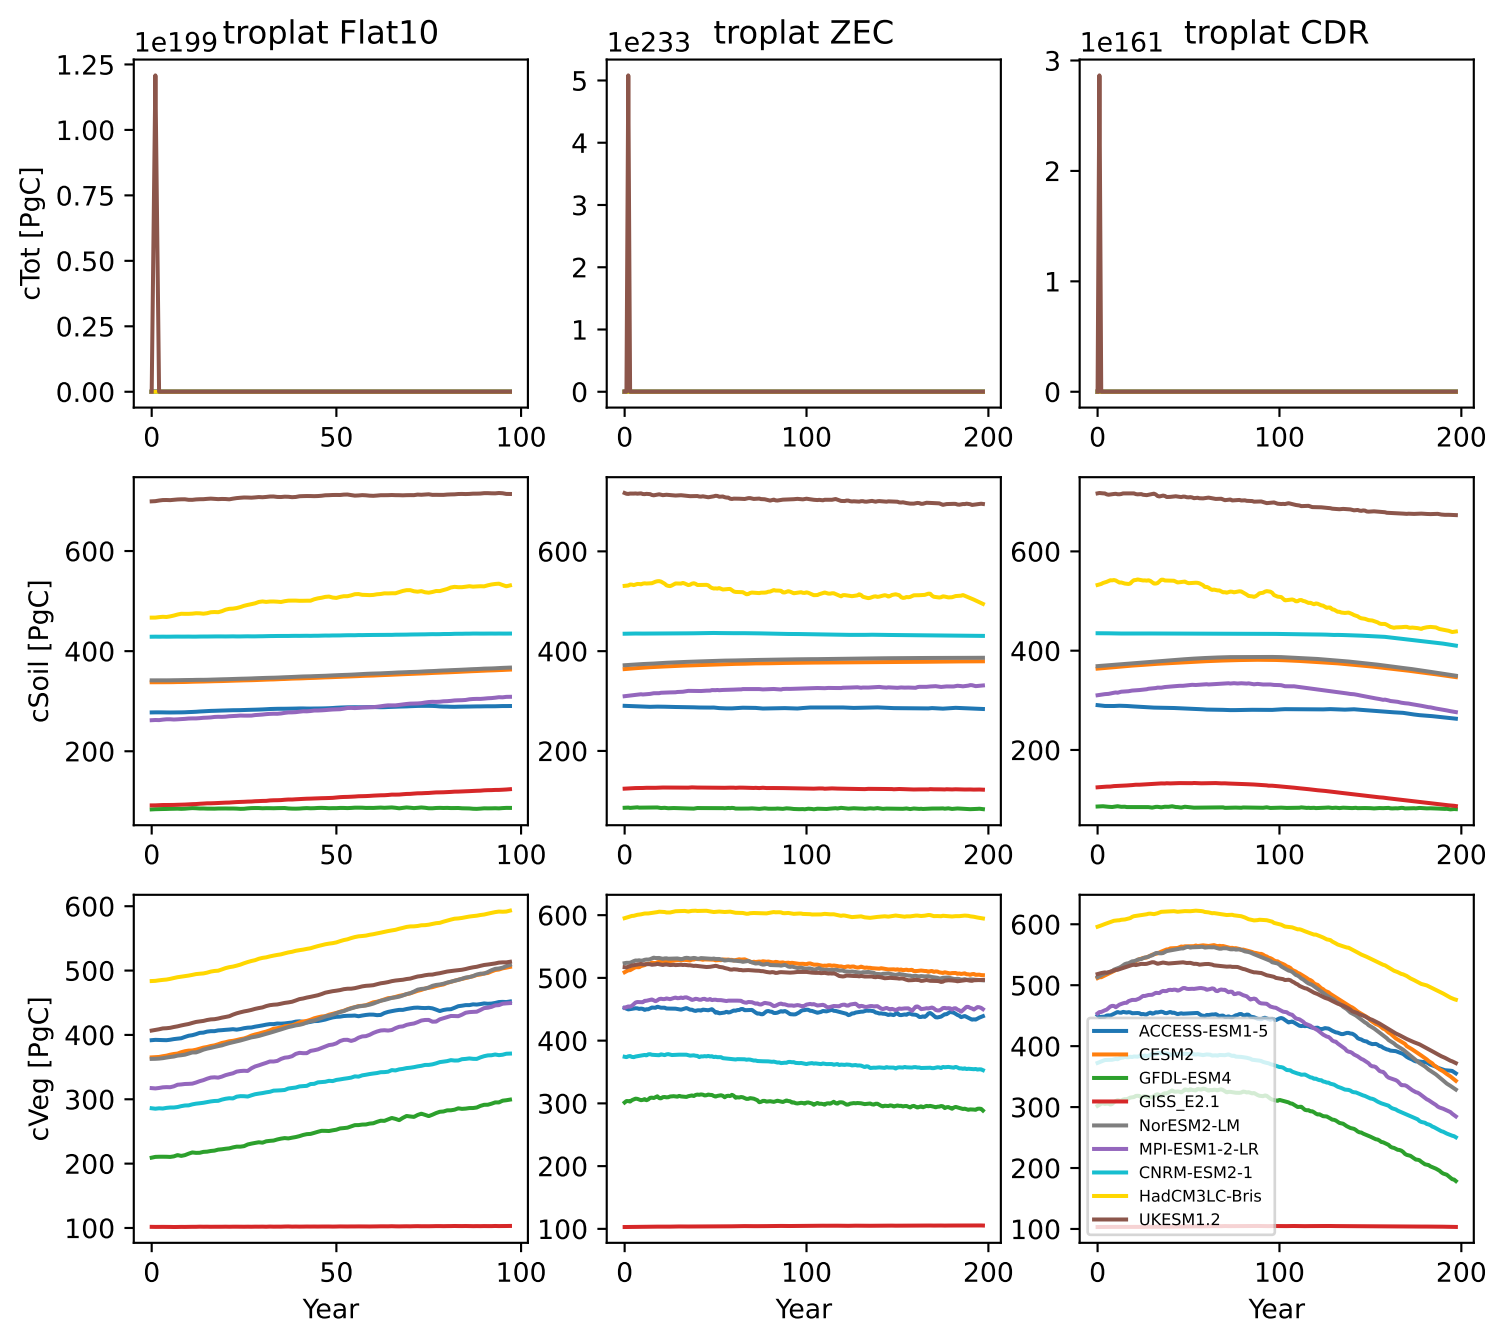 troplat Flat10
troplat ZEC
troplat CDR
1e199
1e233
1e161
cTot [PgC]
1.25
1.00
0.75
0.50
0.25
0.00
0 50 100
5
4
3
2
1
0
0 100 200
3
2
1
0
0 100 200
cSoil [PgC]
600
400
200
0 50 100
600
400
200
0 100 200
600
400
200
0 100 200
cVeg [PgC]
600
500
400
300
200
100
0 50 100
Year
600
500
400
300
200
100
0 100 200
Year
600
500
400
300
200
100
0 100 200
Year
ACCESS-ESM1-5
CESM2
GFDL-ESM4
GISS_E2.1
NorESM2-LM
MPI-ESM1-2-LR
CNRM-ESM2-1
HadCM3LC-Bris
UKESM1.2